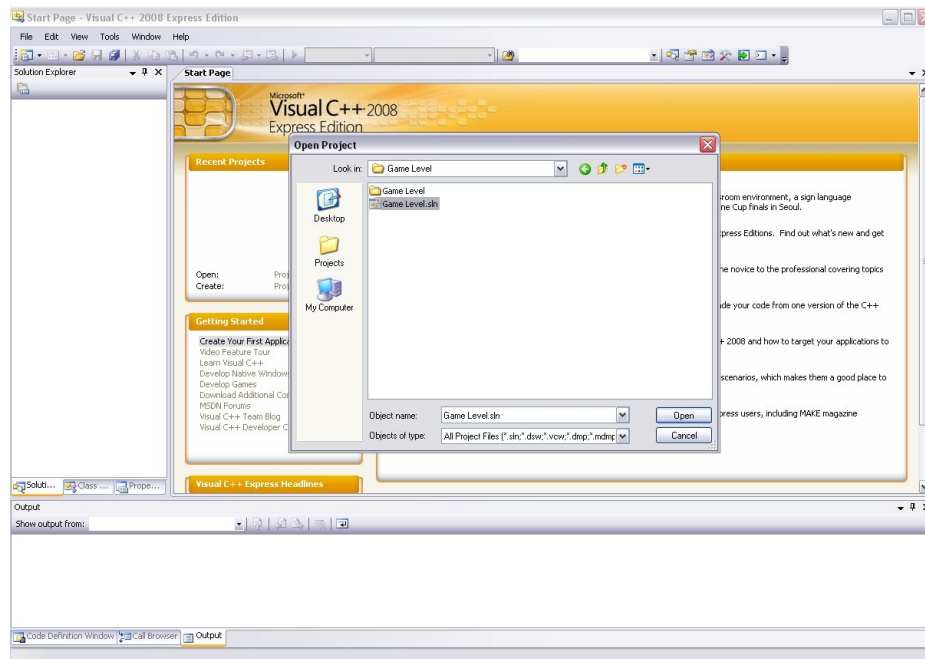 Start Page - Visual C++ 2008 Express Edition
File Edit View Tools Window Help
Solution Explorer
Start Page
Microsoft
Visual C++ 2008
Express Edition
Open Project
Recent Projects
Look in: Game Level
Game Level
Game Level.sln
Desktop
Projects
My Computer
room environment, a sign language
ne Cup finals in Seoul.
press Editions. Find out what's new and get
he novice to the professional covering topics
Open: Proj
Create: Proj
de your code from one version of the C++
Getting Started
Create Your First Applica
Video Feature Tour
Learn Visual C++
Develop Native Window
Develop Games
Download Additional Con
MSDN Forums
Visual C++ Team Blog
Visual C++ Developer C
+ 2008 and how to target your applications to
scenarios, which makes them a good place to
press users, including MAKE magazine
Object name: Game Level.sln
Open
Objects of type: All Project Files (*.sln;*.dsw;*.vcw;*.dmp;*.mdmp
Cancel
Visual C++ Express Headlines
Soluti... Class ... Prope...
Output
Show output from:
Code Definition Window Call Browser Output